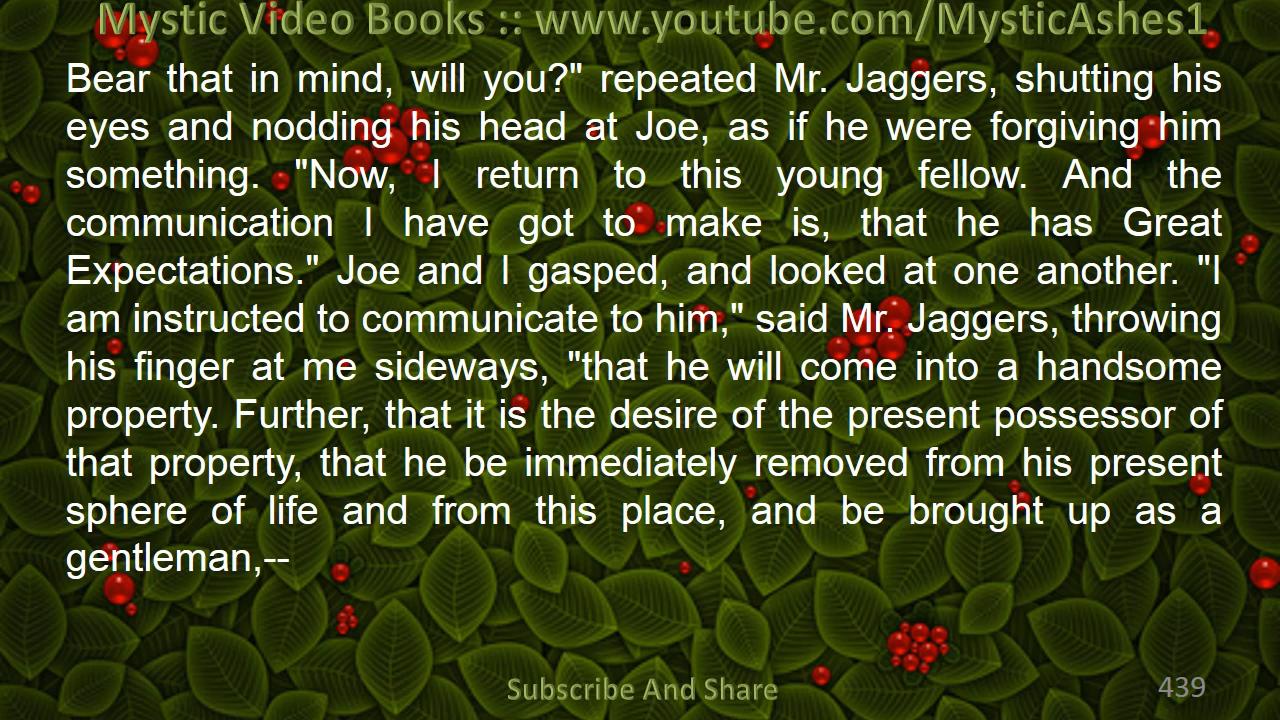 Mystic Video Books :: www.youtube.com/MysticAshes1
Bear that in mind, will you?" repeated Mr. Jaggers, shutting his
eyes and nodding his head at Joe, as if he were forgiving him
something. "Now, I return to this young fellow. And the
communication I have got to make is, that he has Great
Expectations." Joe and I gasped, and looked at one another. "I
am instructed to communicate to him," said Mr. Jaggers, throwing
his finger at me sideways, "that he will come into a handsome
property. Further, that it is the desire of the present possessor of
that property, that he be immediately removed from his present
sphere of life and from this place, and be brought up as a
gentleman,--
Subscribe And Share
439